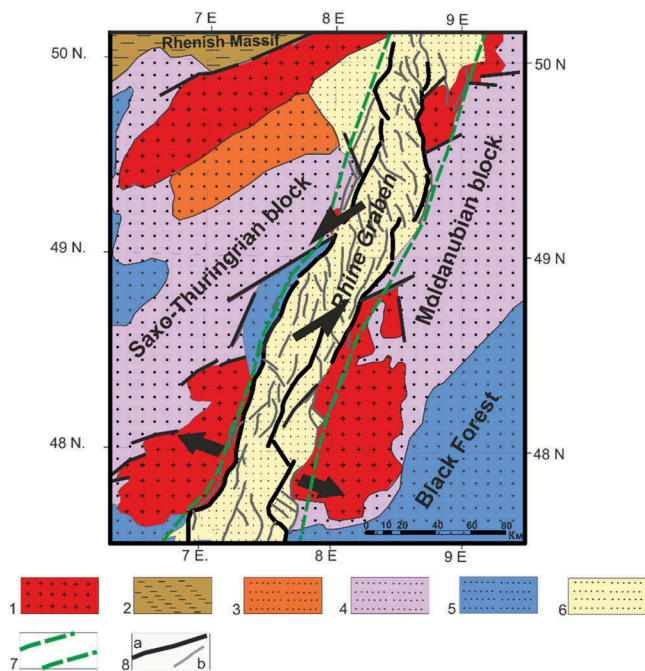 7 E 8 E 9 E
50 N. 50 N
Rhenish Massif
Saxo-Thuringrian block
Rhine Graben
Moldanubian block
49 N. 49 N
48 N. 48 N
Black Forest
0 10 20 40 60 80
Км
7 E. 8 E 9 E
1 2 3 4 5 6
7 8 a b